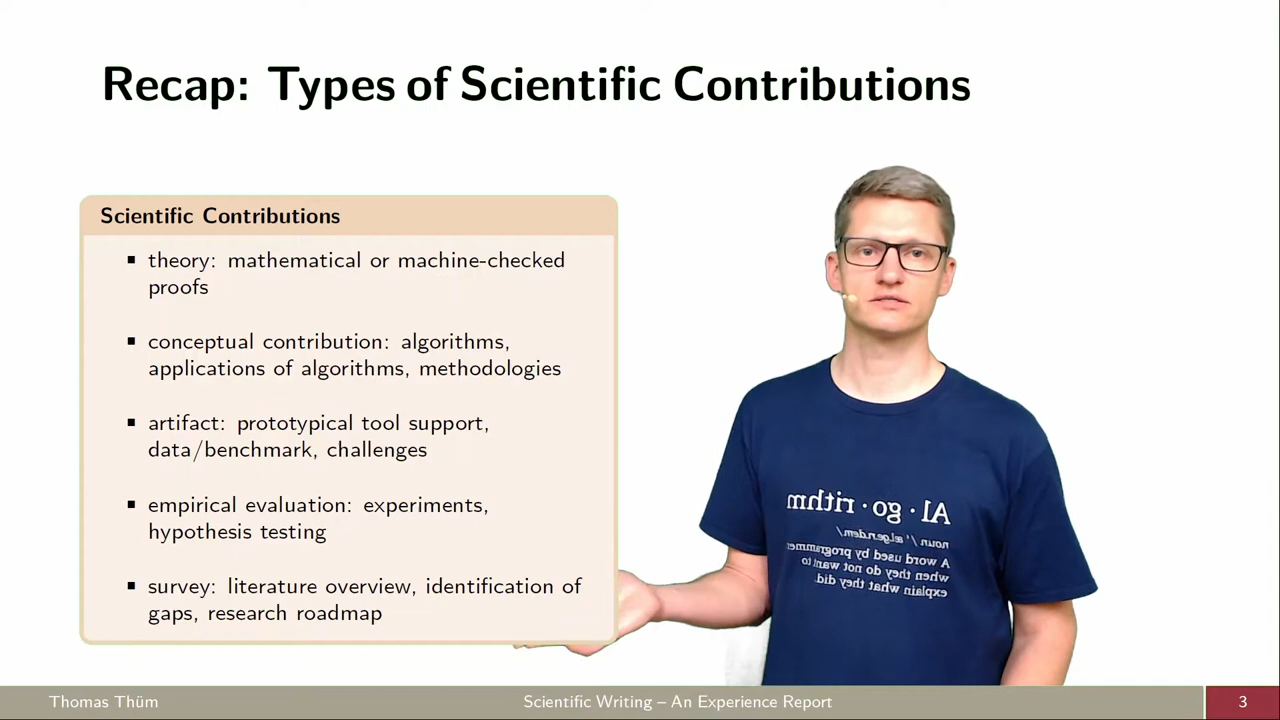 Recap: Types of Scientific Contributions
Scientific Contributions
▪ theory: mathematical or machine-checked
proofs
▪ conceptual contribution: algorithms,
applications of algorithms, methodologies
▪ artifact: prototypical tool support,
data/benchmark, challenges
▪ empirical evaluation: experiments,
hypothesis testing
▪ survey: literature overview, identification of
gaps, research roadmap
Al·go·rithm
noun /'ælgəriðəm/
A word used by programmer
when they do not want to
explain what they did.
Thomas Thüm
Scientific Writing – An Experience Report
3